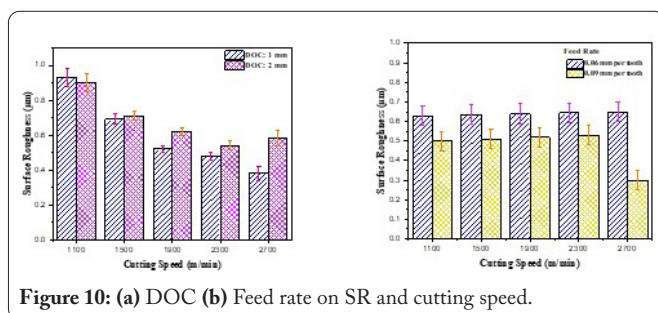 DOC: 1 mm
DOC: 2 mm
Surface Roughness (µm)
0.0
0.2
0.4
0.6
0.8
1.0
1100
1500
1900
2300
2700
Cutting Speed (m/min)
Feed Rate
0.06 mm per tooth
0.09 mm per tooth
Surface Roughness (µm)
0.0
0.1
0.2
0.3
0.4
0.5
0.6
0.7
0.8
0.9
1.0
1100
1500
1900
2300
2700
Cutting Speed (m/min)
Figure 10: (a) DOC (b) Feed rate on SR and cutting speed.